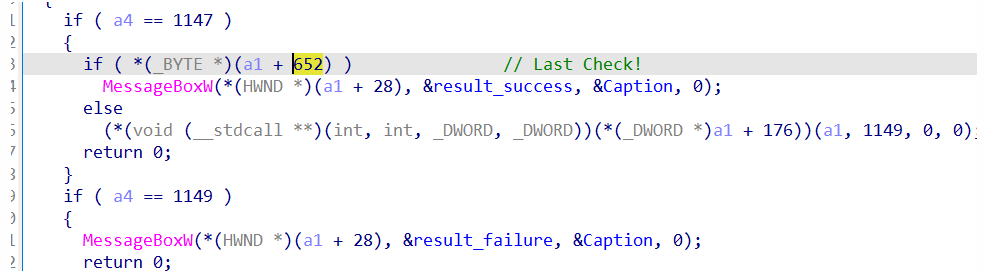 {
if ( a4 == 1147 )
{
if ( *(_BYTE *)(a1 + 652) ) // Last Check!
MessageBoxW(*(HWND *)(a1 + 28), &result_success, &Caption, 0);
else
(*(void (__stdcall **)(int, int, _DWORD, _DWORD))(*(_DWORD *)a1 + 176))(a1, 1149, 0, 0);
return 0;
}
if ( a4 == 1149 )
{
MessageBoxW(*(HWND *)(a1 + 28), &result_failure, &Caption, 0);
return 0;